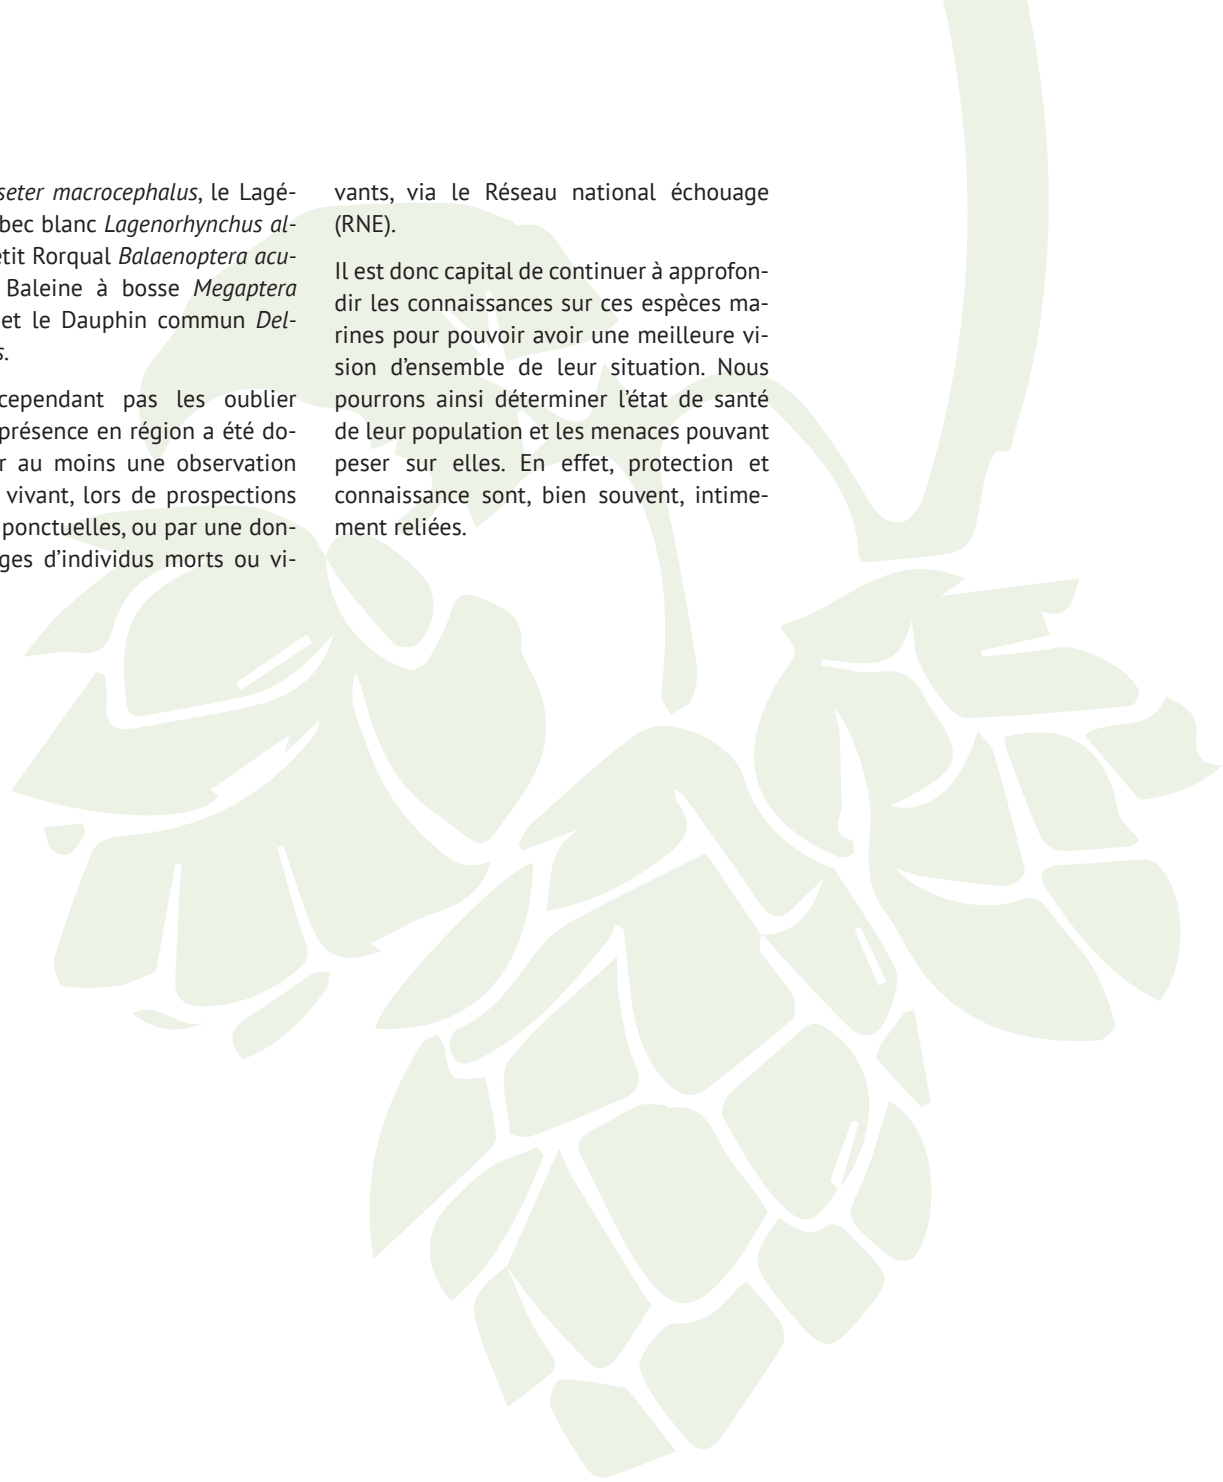 seter macrocephalus, le Lagé-
bec blanc Lagenorhynchus al-
etit Rorqual Balaenoptera acu-
Baleine à bosse Megaptera
et le Dauphin commun Del-
s.
cependant pas les oublier
présence en région a été do-
r au moins une observation
vivant, lors de prospections
ponctuelles, ou par une don-
ges d’individus morts ou vi-
vants, via le Réseau national échouage
(RNE).
Il est donc capital de continuer à approfon-
dir les connaissances sur ces espèces ma-
rines pour pouvoir avoir une meilleure vi-
sion d’ensemble de leur situation. Nous
pourrons ainsi déterminer l’état de santé
de leur population et les menaces pouvant
peser sur elles. En effet, protection et
connaissance sont, bien souvent, intime-
ment reliées.